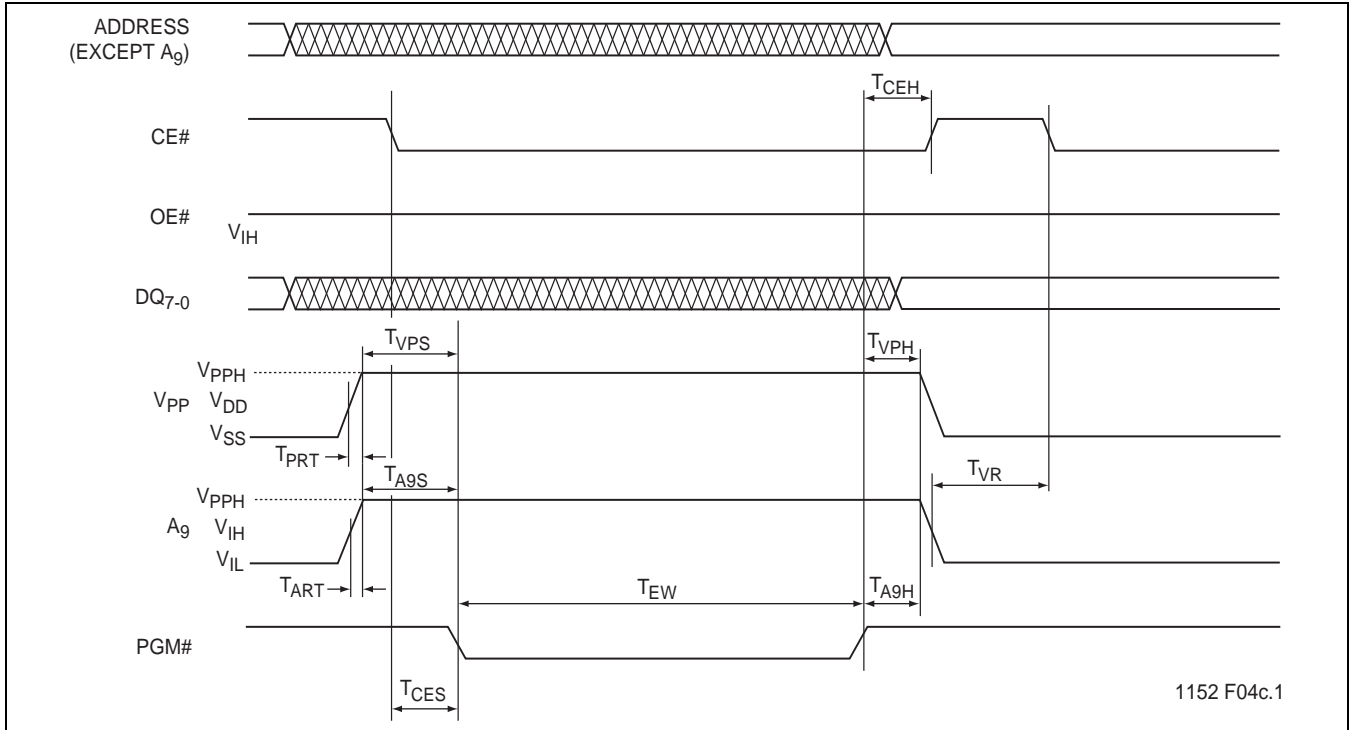 ADDRESS
(EXCEPT A9)
TCEH
CE#
OE#
VIH
DQ7-0
TVPS
TVPH
VPPH
VPP VDD
VSS
TPRT
TA9S
TVR
VPPH
A9 VIH
VIL
TART
TEW
TA9H
PGM#
TCES
1152 F04c.1